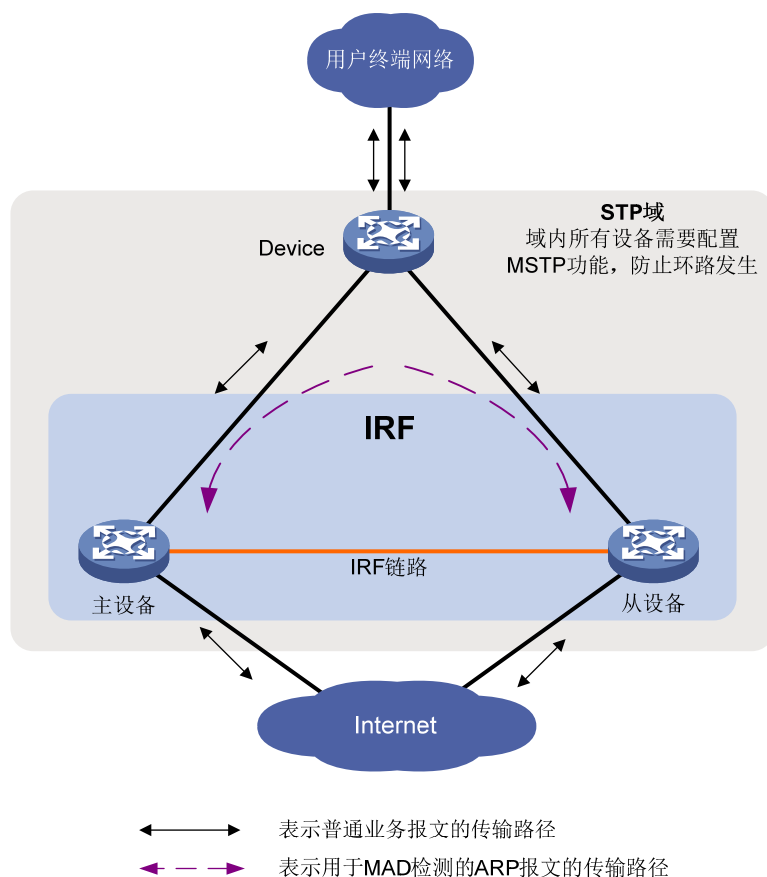 用户终端网络
STP域
域内所有设备需要配置
MSTP功能，防止环路发生
Device
IRF
IRF链路
主设备
从设备
Internet
表示普通业务报文的传输路径
表示用于MAD检测的ARP报文的传输路径